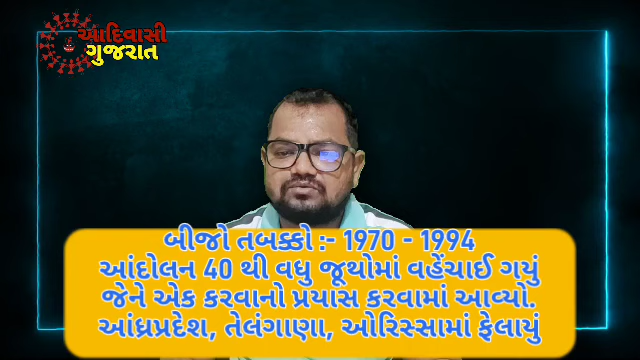 આદિવાસી
ગુજરાત
બીજો તબક્કો :- 1970 - 1994
આંદોલન 40 થી વધુ જૂથોમાં વહેંચાઈ ગયું
જેને એક કરવાનો પ્રયાસ કરવામાં આવ્યો.
આંધ્રપ્રદેશ, તેલંગાણા, ઓરિસ્સામાં ફેલાયું